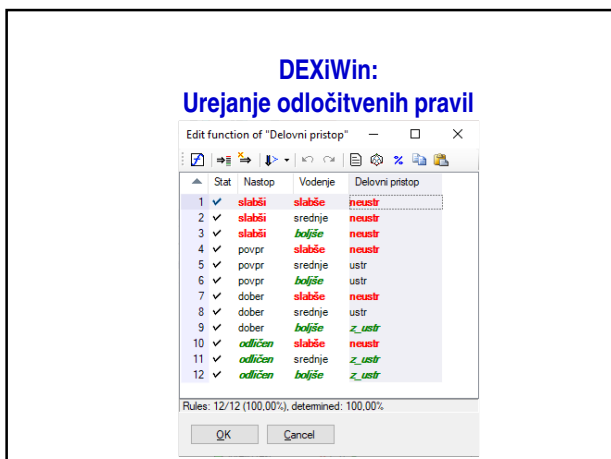 DEXiWin:
Urejanje odločitvenih pravil
Edit function of "Delovni pristop"
Stat Nastop Vodenje Delovni pristop
1 slabši slabše neustr
2 slabši srednje neustr
3 slabši boljše neustr
4 povpr slabše neustr
5 povpr srednje ustr
6 povpr boljše ustr
7 dober slabše neustr
8 dober srednje ustr
9 dober boljše z_ustr
10 odličen slabše neustr
11 odličen srednje z_ustr
12 odličen boljše z_ustr
Rules: 12/12 (100,00%), determined: 100,00%
OK Cancel